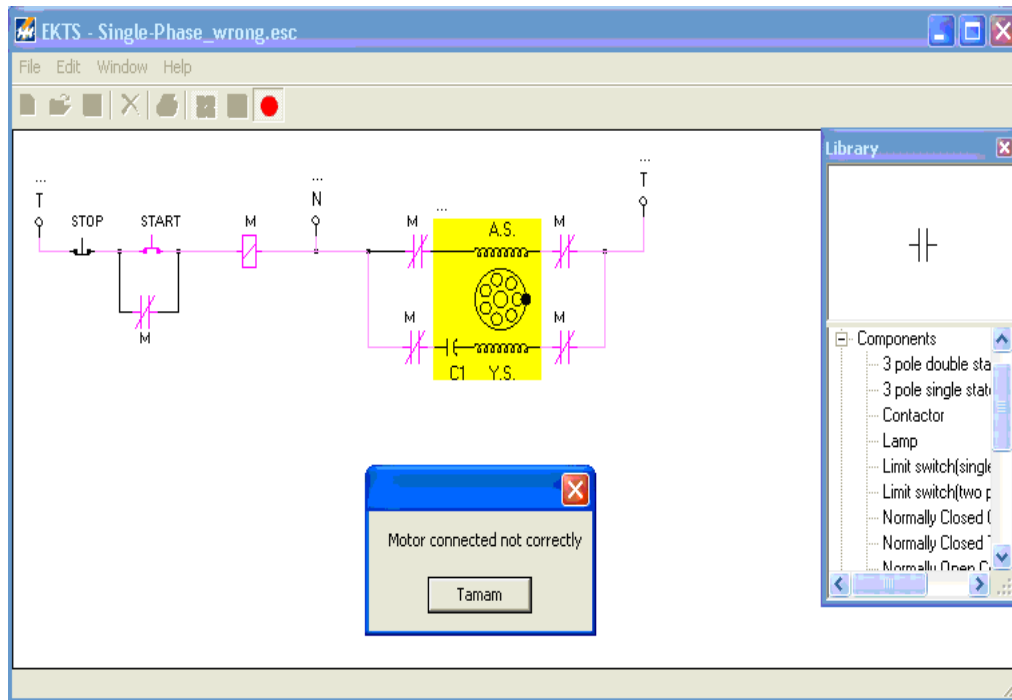 EKTS - Single-Phase_wrong.esc
File Edit Window Help
Library
...
T
STOP
START
M
M
...
N
...
M
A.S.
M
M
C1
Y.S.
M
...
T
Components
3 pole double sta
3 pole single stat
Contactor
Lamp
Limit switch(single
Limit switch(two p
Normally Closed
Normally Closed
Normally Open
Motor connected not correctly
Tamam